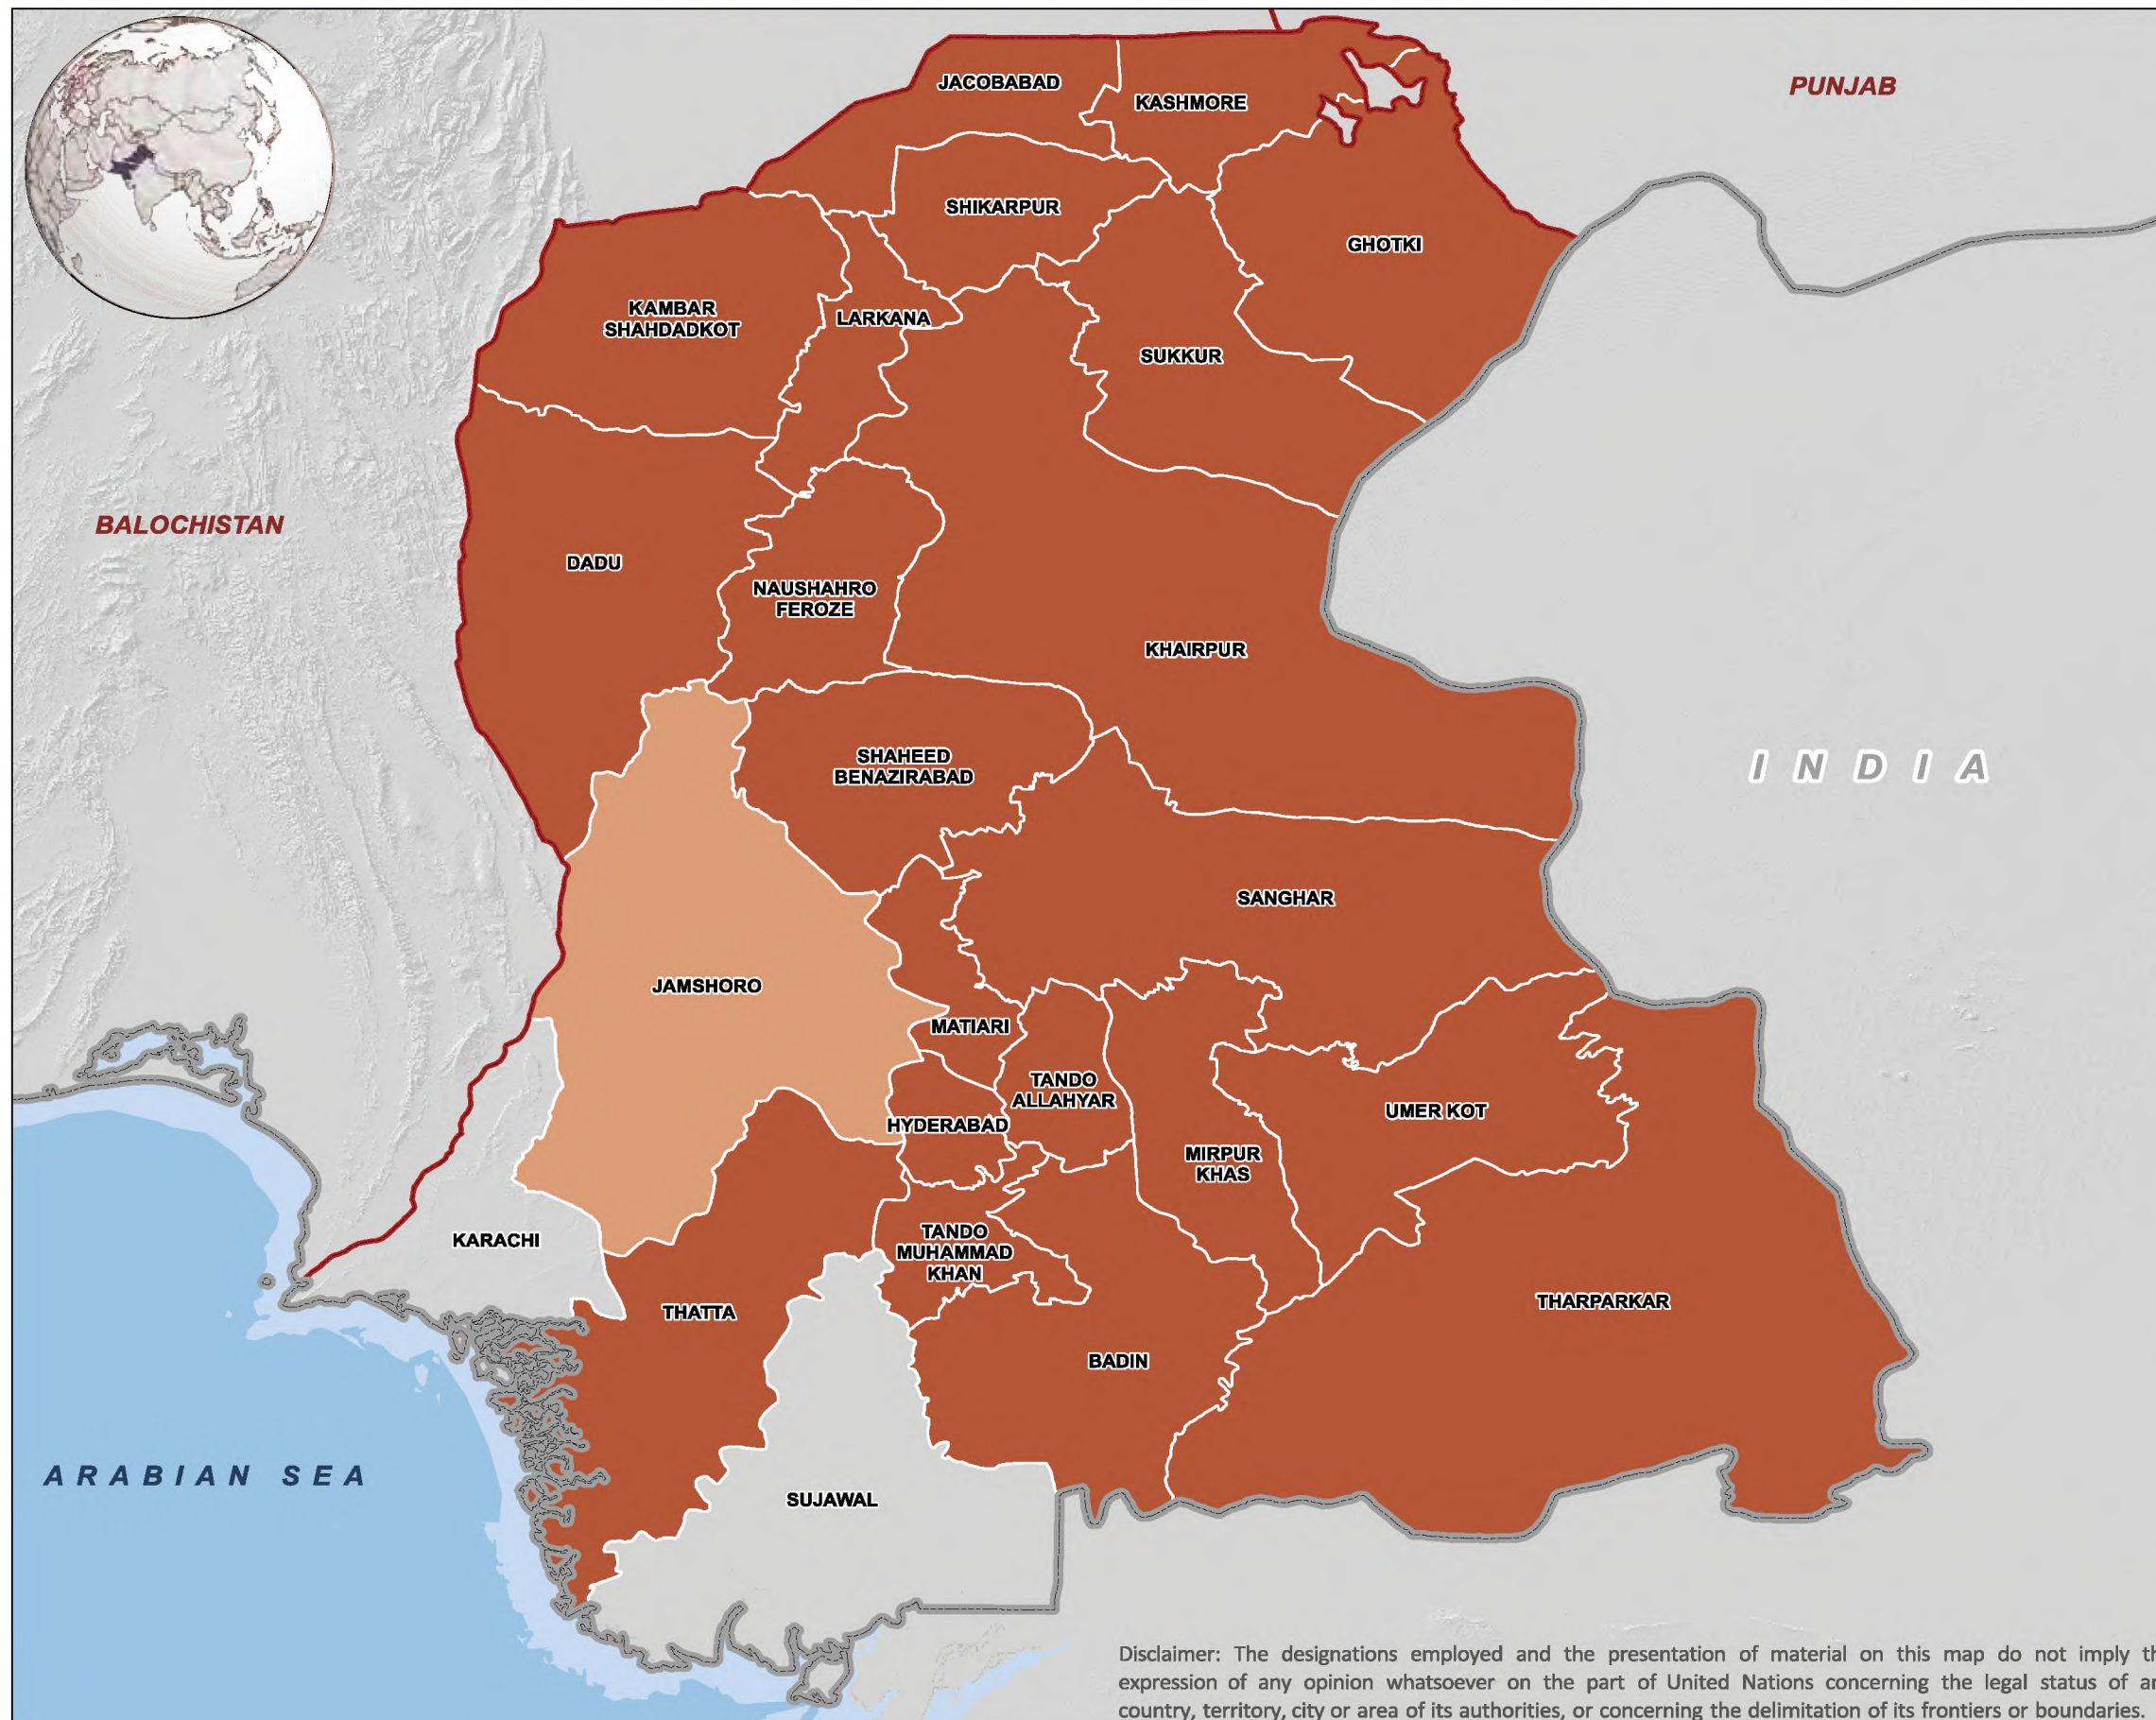 JACOBABAD
KASHMORE
PUNJAB
SHIKARPUR
GHOTKI
KAMBAR
SHAHDADKOT
LARKANA
SUKKUR
BALOCHISTAN
DADU
NAUSHAHRO
FEROZE
KHAIRPUR
SHAHEED
BENAZIRABAD
INDIA
SANGHAR
JAMSHORO
MATIARI
TANDO
ALLAHYAR
UMER KOT
HYDERABAD
MIRPUR
KHAS
KARACHI
TANDO
MUHAMMAD
KHAN
THATTA
THARPARKAR
BADIN
ARABIAN SEA
SUJAWAL
Disclaimer: The designations employed and the presentation of material on this map do not imply th
expression of any opinion whatsoever on the part of United Nations concerning the legal status of an
country, territory, city or area of its authorities, or concerning the delimitation of its frontiers or boundaries.